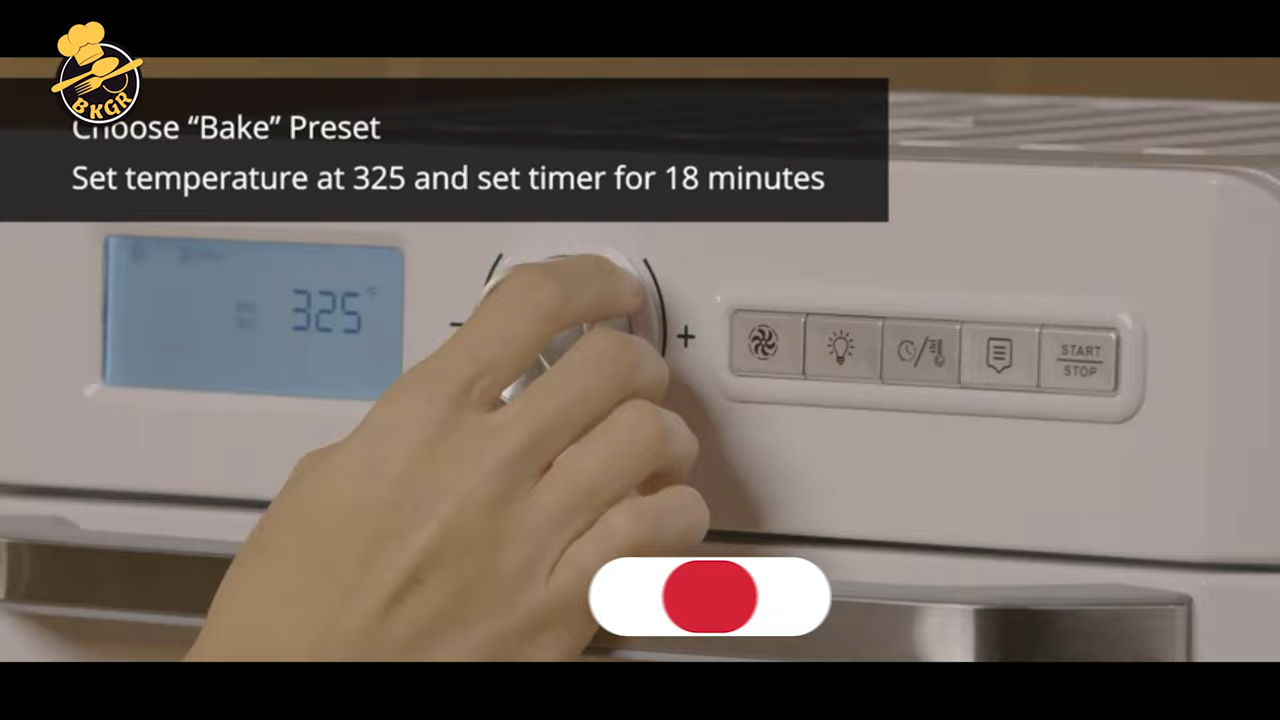 BKGR
Choose “Bake” Preset
Set temperature at 325 and set timer for 18 minutes
325 °F
− +
START
STOP